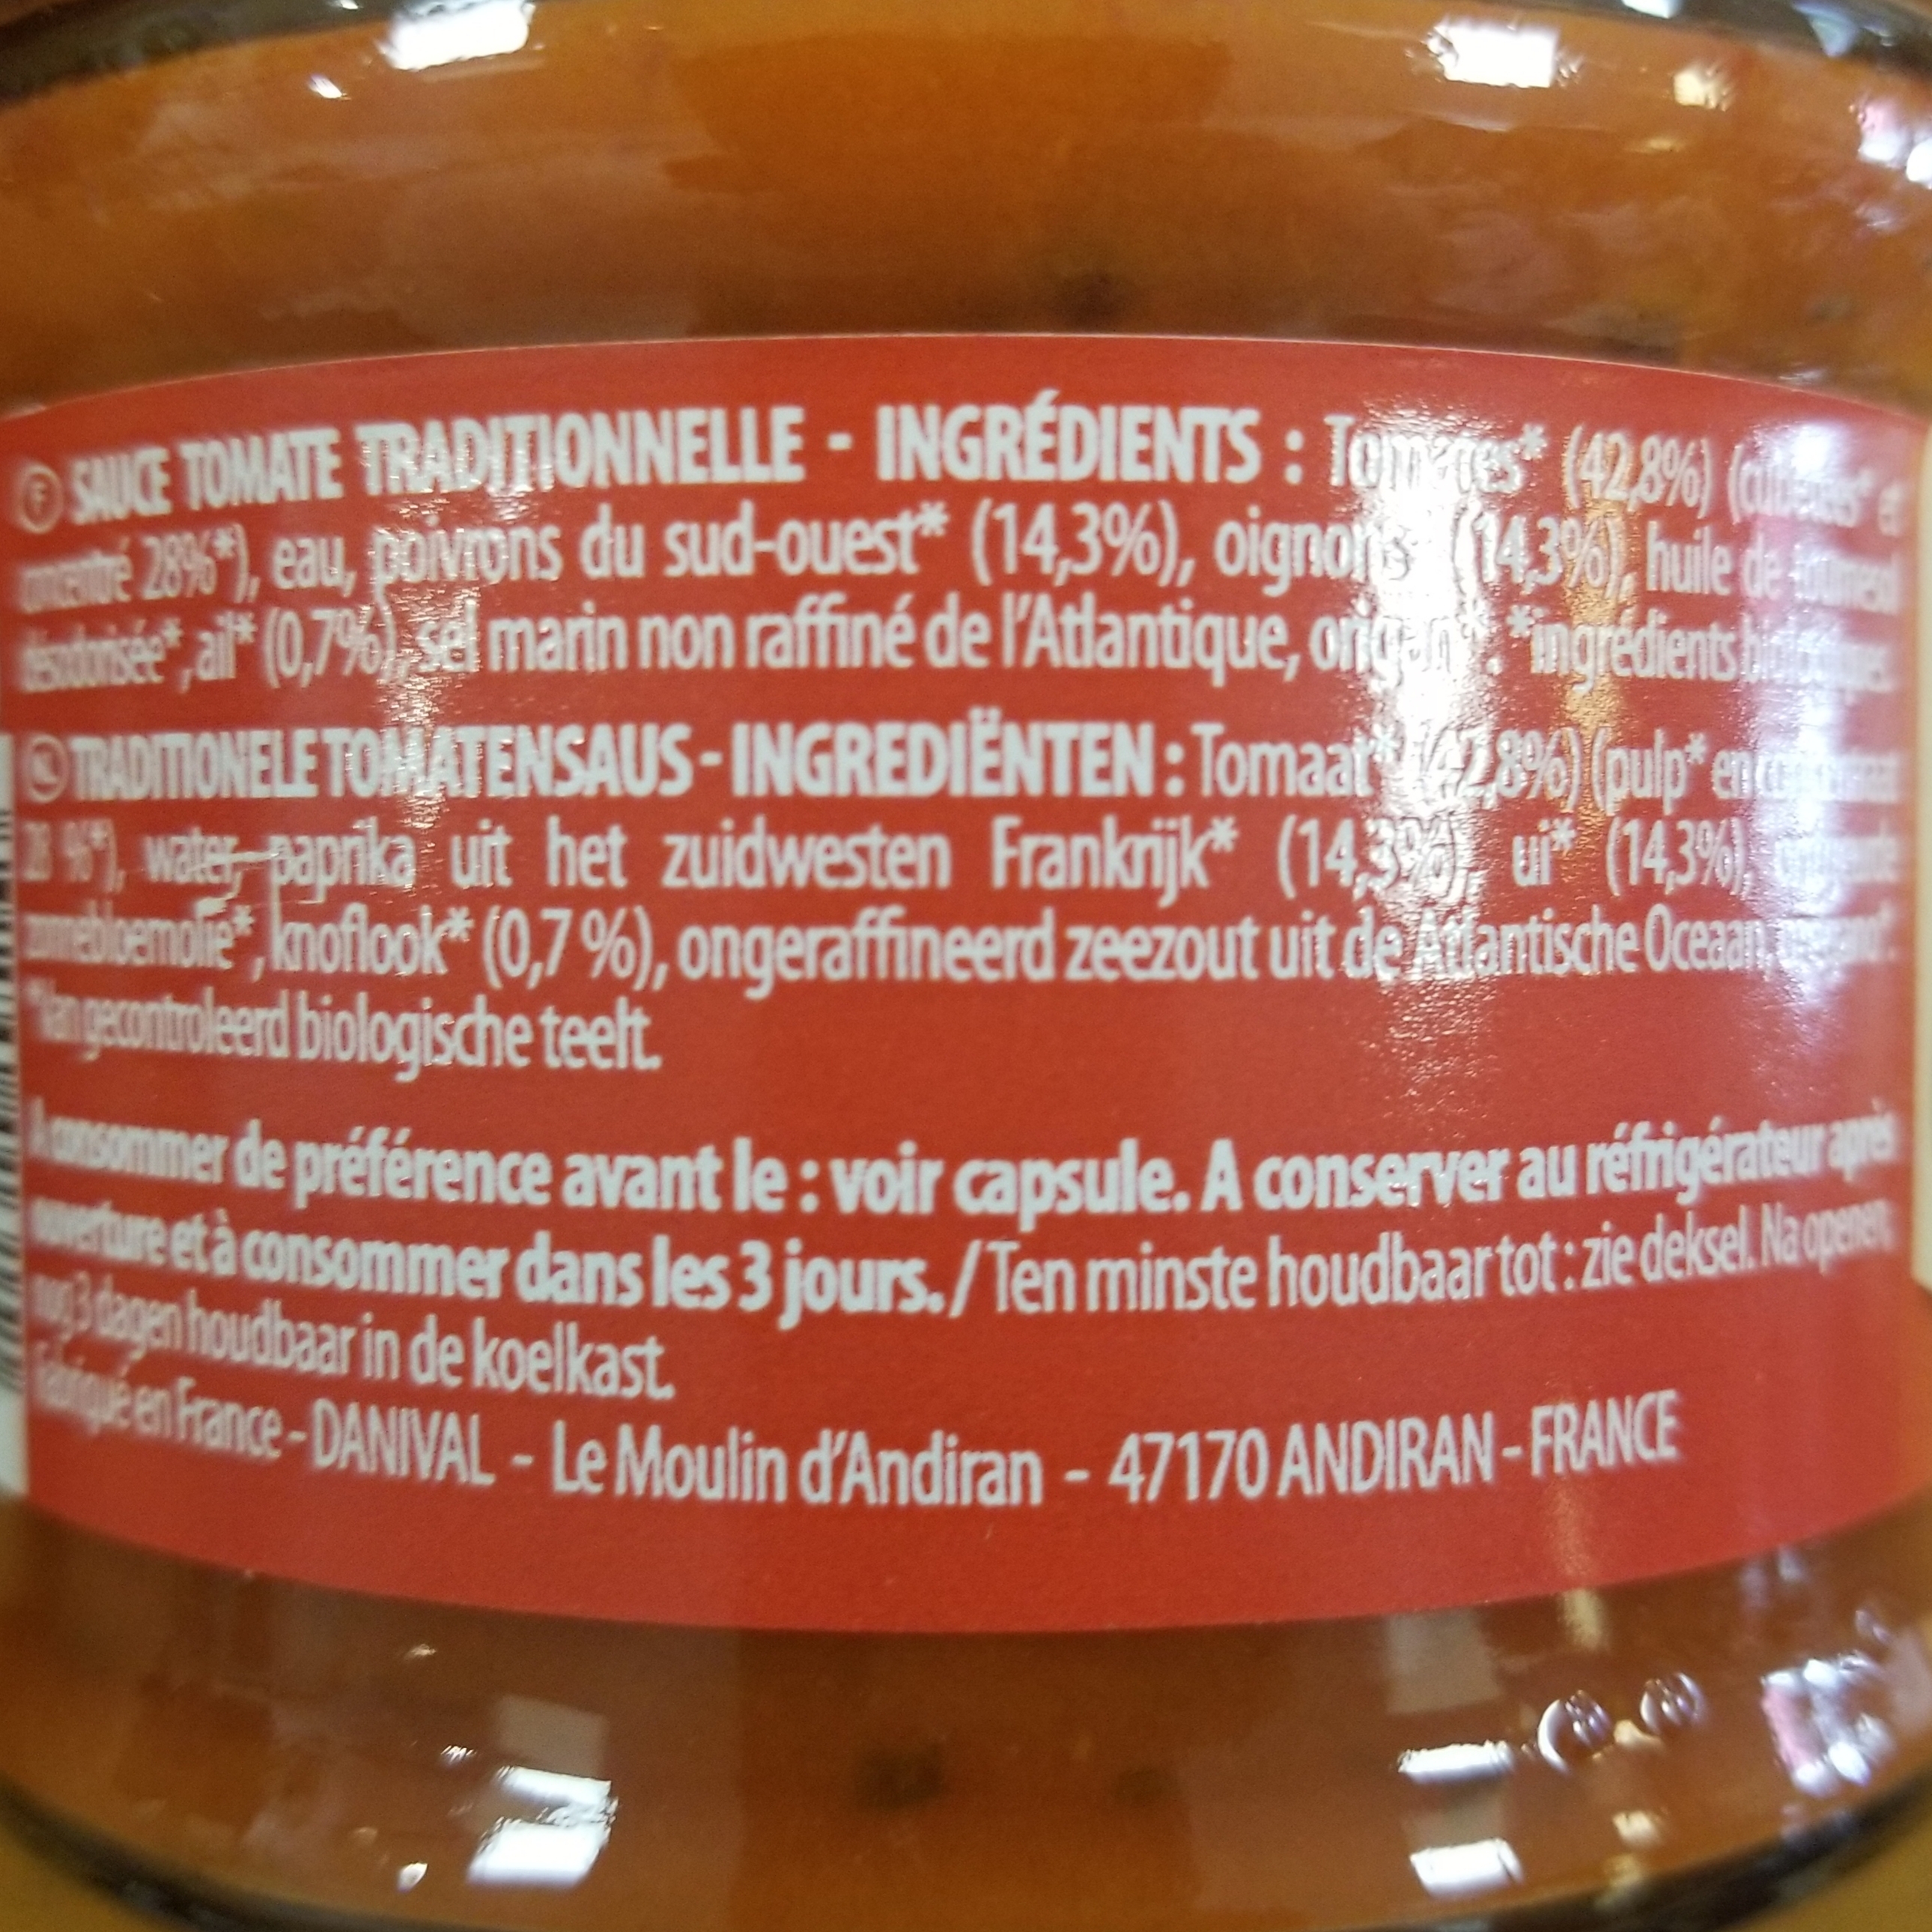 F SAUCE TOMATE TRADITIONNELLE - INGRÉDIENTS : Tomates* (42,8%) (cubetées* et
concentré 28%*), eau, poivrons du sud-ouest* (14,3%), oignons* (14,3%), huile de tournesol
désodorisée*, ail* (0,7%), sel marin non raffiné de l'Atlantique, origan*. *ingrédients biologiques.
NL TRADITIONELE TOMATENSAUS - INGREDIËNTEN : Tomaat* (42,8%) (pulp* en concentraat
28 %*), water, paprika uit het zuidwesten Frankrijk* (14,3%), ui* (14,3%),
zonnebloemolie*, knoflook* (0,7 %), ongeraffineerd zeezout uit de Atlantische Oceaan, oregano*.
*Van gecontroleerd biologische teelt.
A consommer de préférence avant le : voir capsule. A conserver au réfrigérateur après
ouverture et à consommer dans les 3 jours. / Ten minste houdbaar tot : zie deksel. Na openen,
nog 3 dagen houdbaar in de koelkast.
Fabriqué en France - DANIVAL - Le Moulin d'Andiran - 47170 ANDIRAN - FRANCE